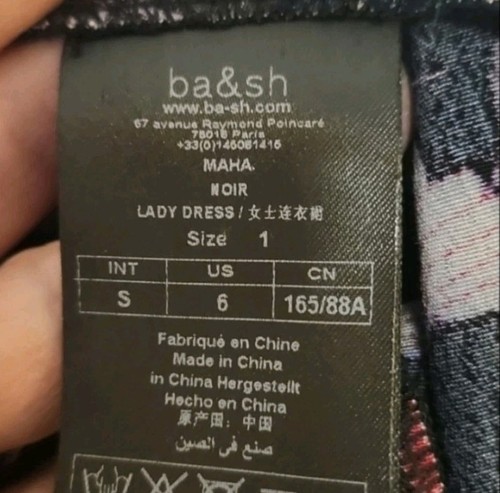 ba&sh
www.ba-sh.com
67 avenue Raymond Poincaré
75016 Paris
+33(0)145081415
MAHA
NOIR
LADY DRESS / 女士连衣裙
Size 1
INT US CN
S 6 165/88A
Fabriqué en Chine
Made in China
in China Hergestellt
Hecho en China
原产国: 中国
صنع في الصين